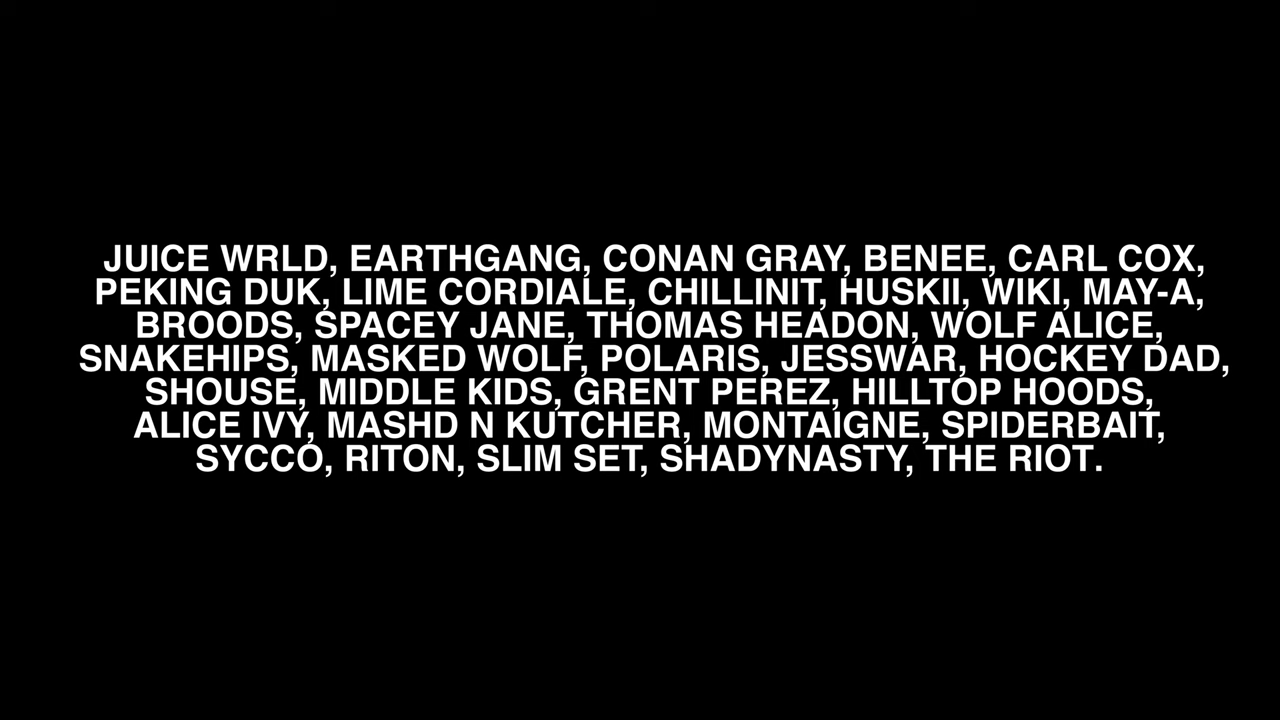 JUICE WRLD, EARTHGANG, CONAN GRAY, BENEE, CARL COX,
PEKING DUK, LIME CORDIALE, CHILLINIT, HUSKII, WIKI, MAY-A,
BROODS, SPACEY JANE, THOMAS HEADON, WOLF ALICE,
SNAKEHIPS, MASKED WOLF, POLARIS, JESSWAR, HOCKEY DAD,
SHOUSE, MIDDLE KIDS, GRENT PEREZ, HILLTOP HOODS,
ALICE IVY, MASHD N KUTCHER, MONTAIGNE, SPIDERBAIT,
SYCCO, RITON, SLIM SET, SHADYNASTY, THE RIOT.